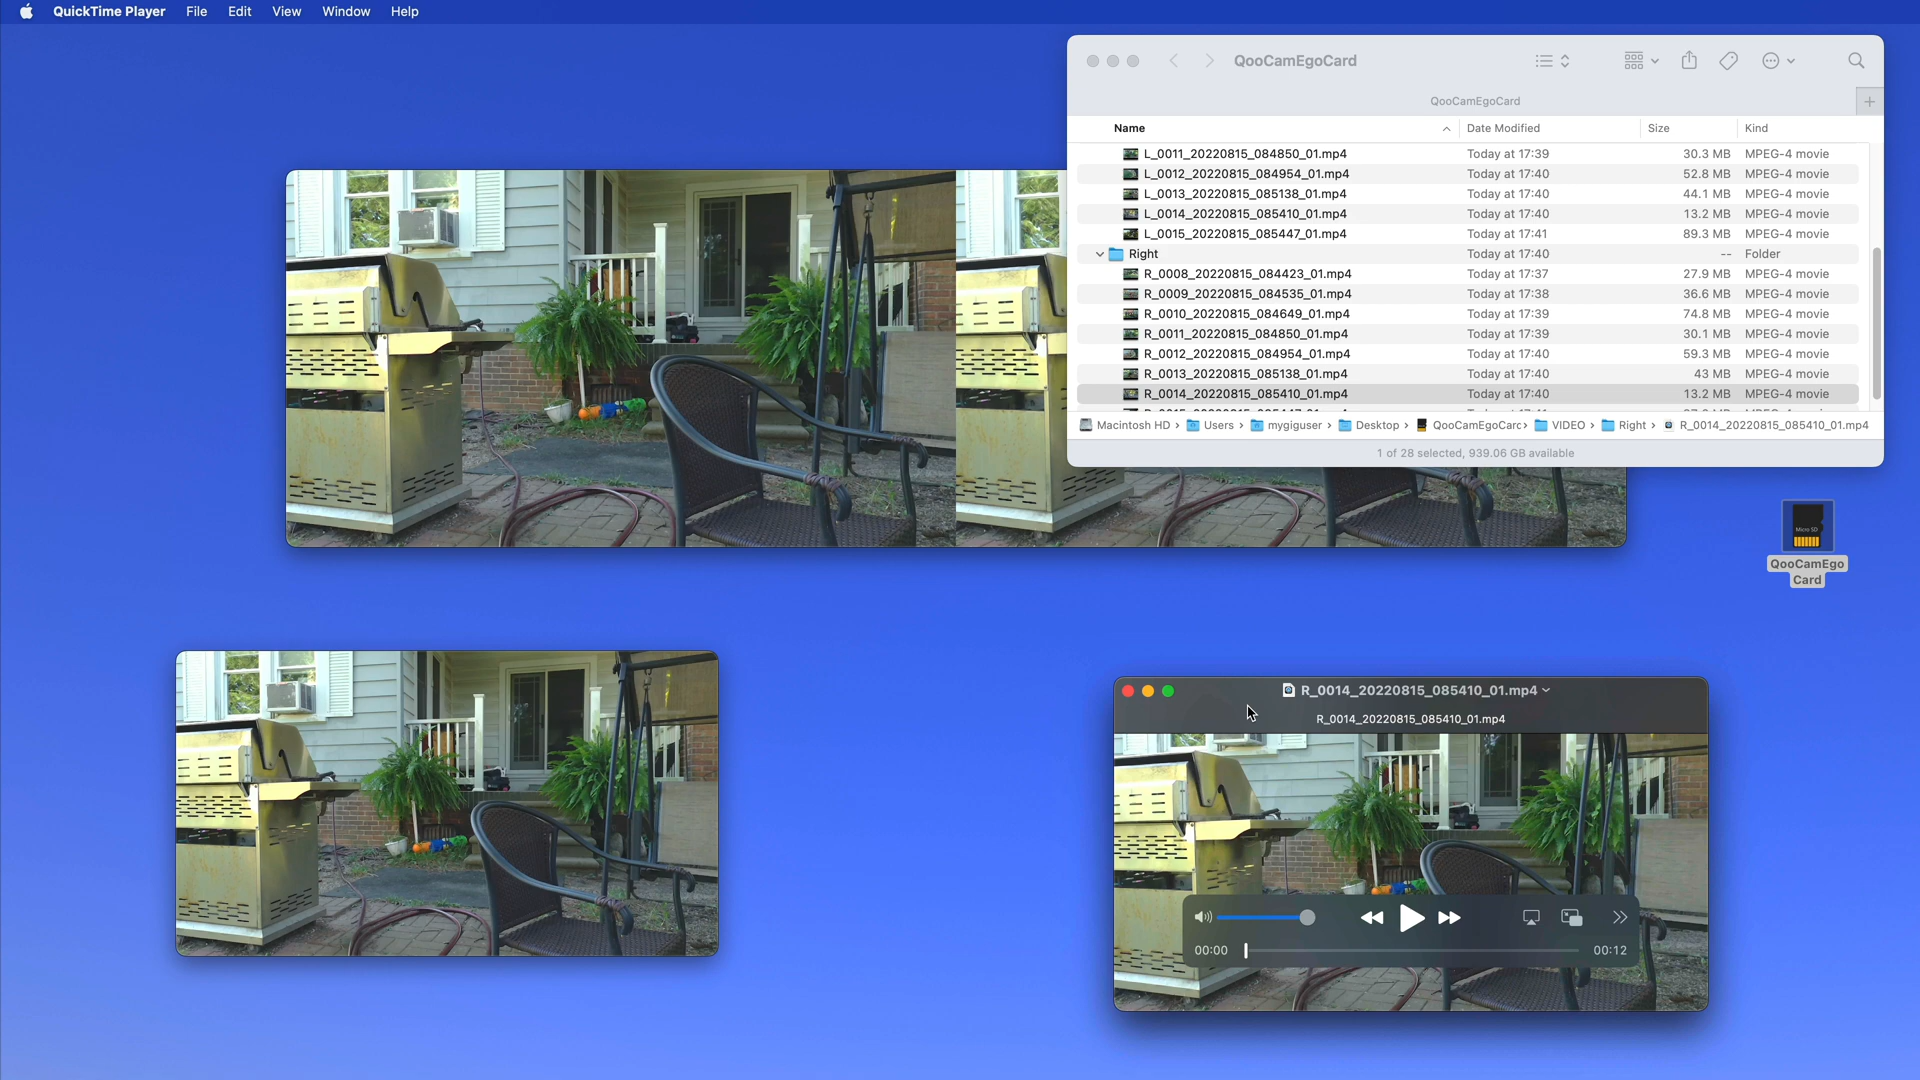 QuickTime Player File Edit View Window Help
QooCamEgoCard
QooCamEgoCard
Name Date Modified Size Kind
L_0011_20220815_084850_01.mp4 Today at 17:39 30.3 MB MPEG-4 movie
L_0012_20220815_084954_01.mp4 Today at 17:40 52.8 MB MPEG-4 movie
L_0013_20220815_085138_01.mp4 Today at 17:40 44.1 MB MPEG-4 movie
L_0014_20220815_085410_01.mp4 Today at 17:40 13.2 MB MPEG-4 movie
L_0015_20220815_085447_01.mp4 Today at 17:41 89.3 MB MPEG-4 movie
Right Today at 17:40 -- Folder
R_0008_20220815_084423_01.mp4 Today at 17:37 27.9 MB MPEG-4 movie
R_0009_20220815_084535_01.mp4 Today at 17:38 36.6 MB MPEG-4 movie
R_0010_20220815_084649_01.mp4 Today at 17:39 74.8 MB MPEG-4 movie
R_0011_20220815_084850_01.mp4 Today at 17:39 30.1 MB MPEG-4 movie
R_0012_20220815_084954_01.mp4 Today at 17:40 59.3 MB MPEG-4 movie
R_0013_20220815_085138_01.mp4 Today at 17:40 43 MB MPEG-4 movie
R_0014_20220815_085410_01.mp4 Today at 17:40 13.2 MB MPEG-4 movie
Macintosh HD › Users › mygiguser › Desktop › QooCamEgoCarc › VIDEO › Right › R_0014_20220815_085410_01.mp4
1 of 28 selected, 939.06 GB available
Micro SD
QooCamEgo
Card
R_0014_20220815_085410_01.mp4
R_0014_20220815_085410_01.mp4
00:00 00:12